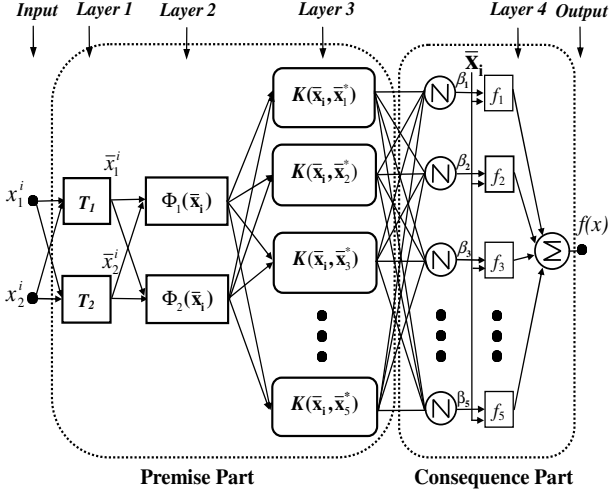 Input Layer 1 Layer 2 Layer 3 Layer 4 Output
x̄ᵢ
K(x̄ᵢ, x̄₁*) N β₁ f₁
x₁ⁱ T₁ x̄₁ⁱ Φ₁(x̄ᵢ) K(x̄ᵢ, x̄₂*) N β₂ f₂
f(x)
x₂ⁱ T₂ x̄₂ⁱ Φ₂(x̄ᵢ) K(x̄ᵢ, x̄₃*) N β₃ f₃ Σ
K(x̄ᵢ, x̄₅*) N β₅ f₅
Premise Part Consequence Part